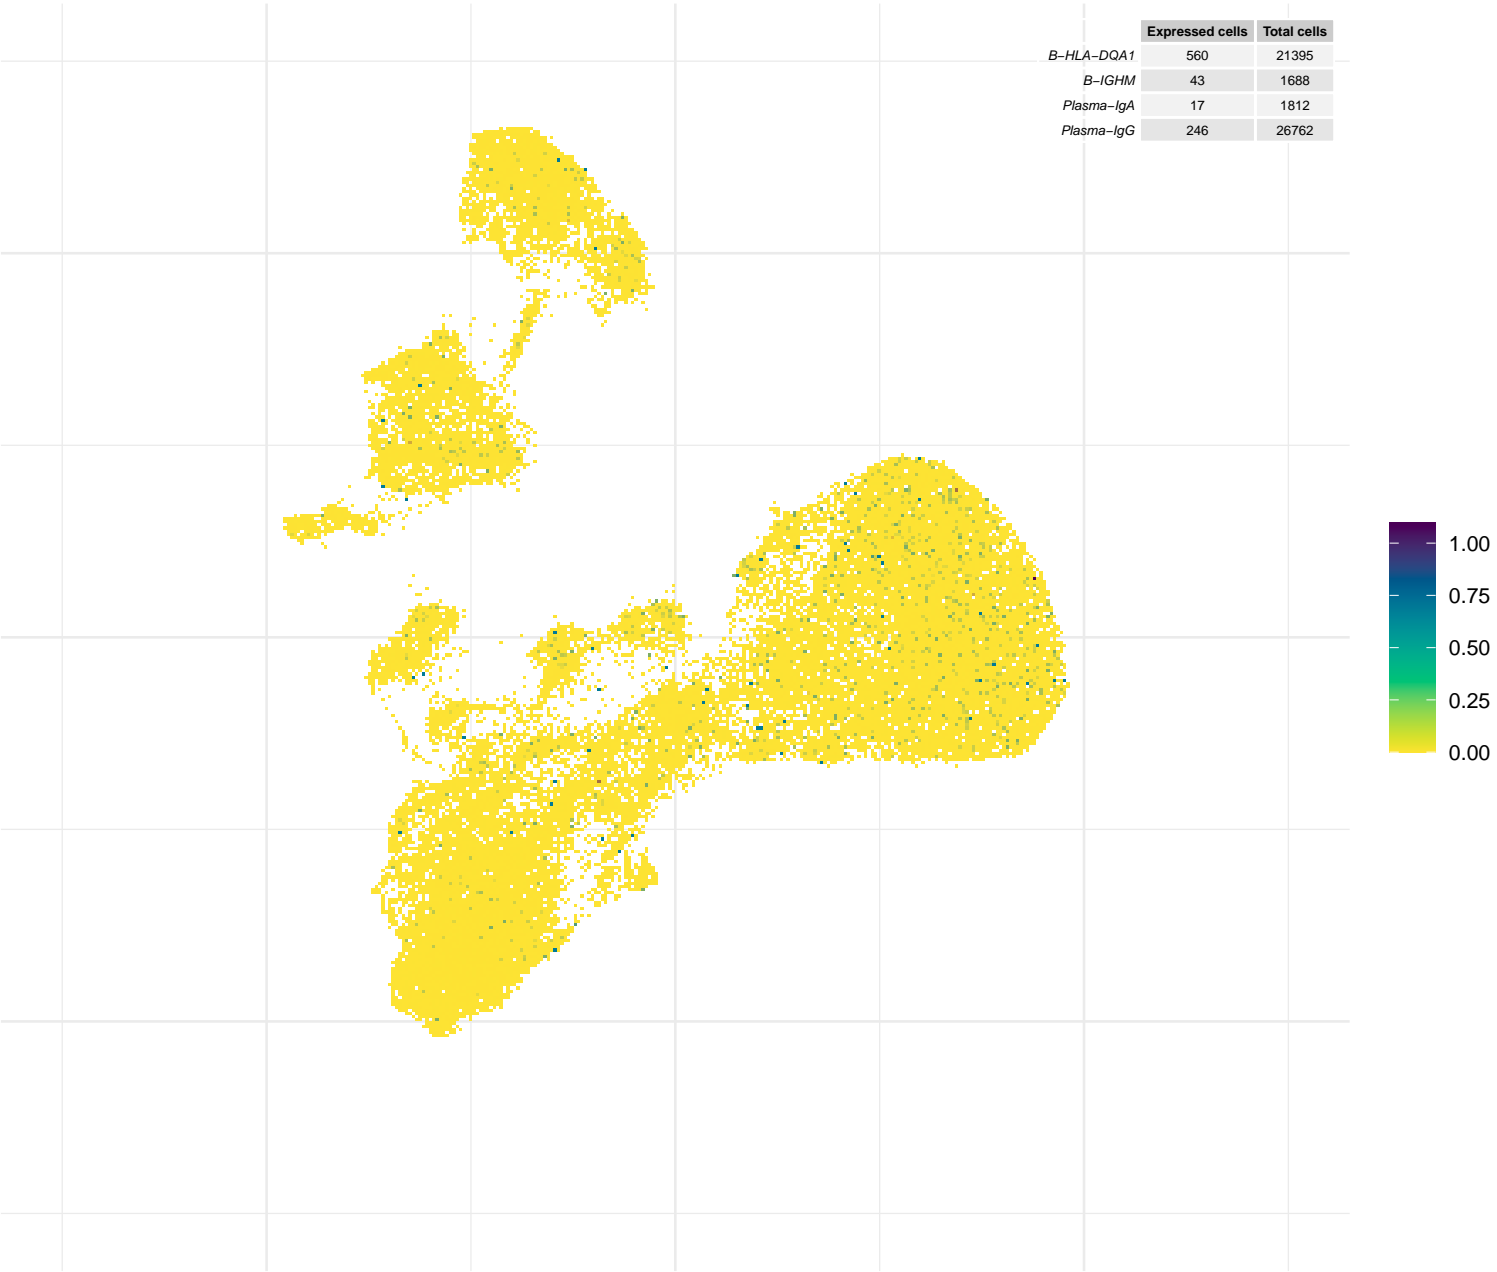 Expressed cells Total cells
B−HLA−DQA1 560 21395
B−IGHM 43 1688
Plasma−IgA 17 1812
Plasma−IgG 246 26762
1.00
0.75
0.50
0.25
0.00